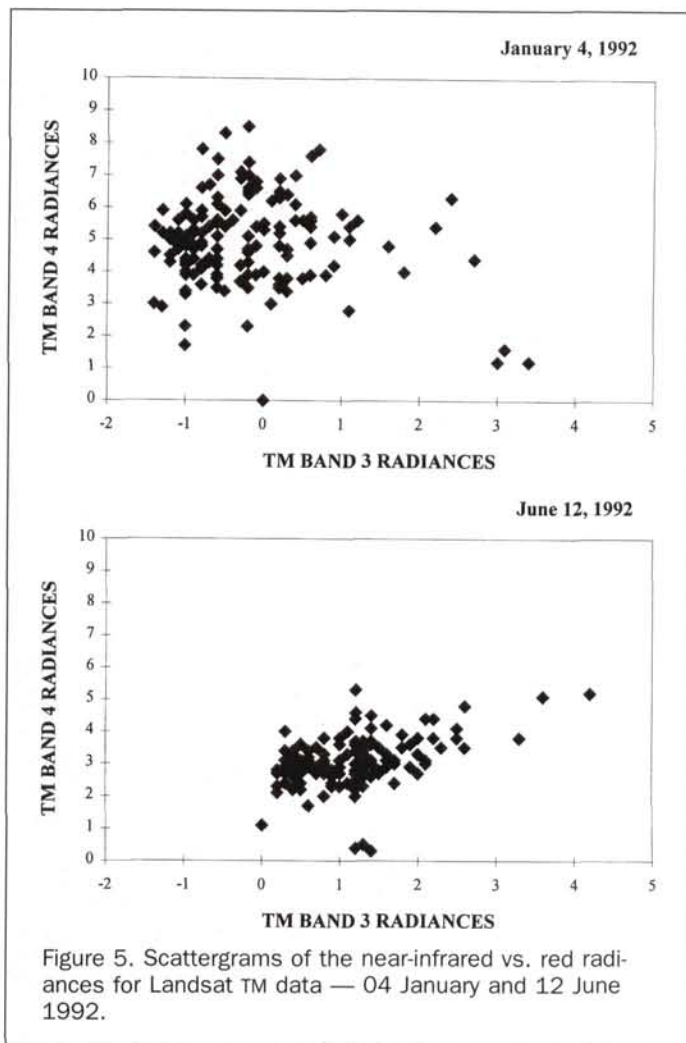 January 4, 1992
10
9
8
7
6
5
4
3
2
1
0
TM BAND 4 RADIANCES
-2 -1 0 1 2 3 4 5
TM BAND 3 RADIANCES
June 12, 1992
10
9
8
7
6
5
4
3
2
1
0
TM BAND 4 RADIANCES
-2 -1 0 1 2 3 4 5
TM BAND 3 RADIANCES
Figure 5. Scattergrams of the near-infrared vs. red radi-
ances for Landsat TM data — 04 January and 12 June
1992.